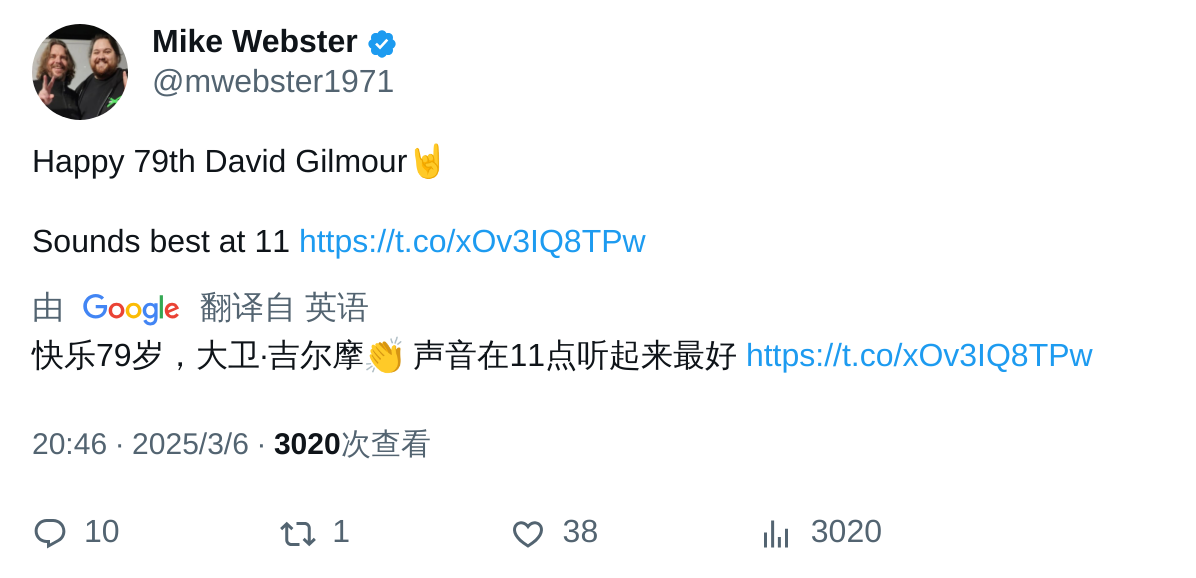 Mike Webster
@mwebster1971
Happy 79th David Gilmour🤘
Sounds best at 11 https://t.co/xOv3IQ8TPw
由 Google 翻译自 英语
快乐79岁，大卫·吉尔摩👏 声音在11点听起来最好 https://t.co/xOv3IQ8TPw
20:46 · 2025/3/6 · 3020次查看
10 1 38 3020